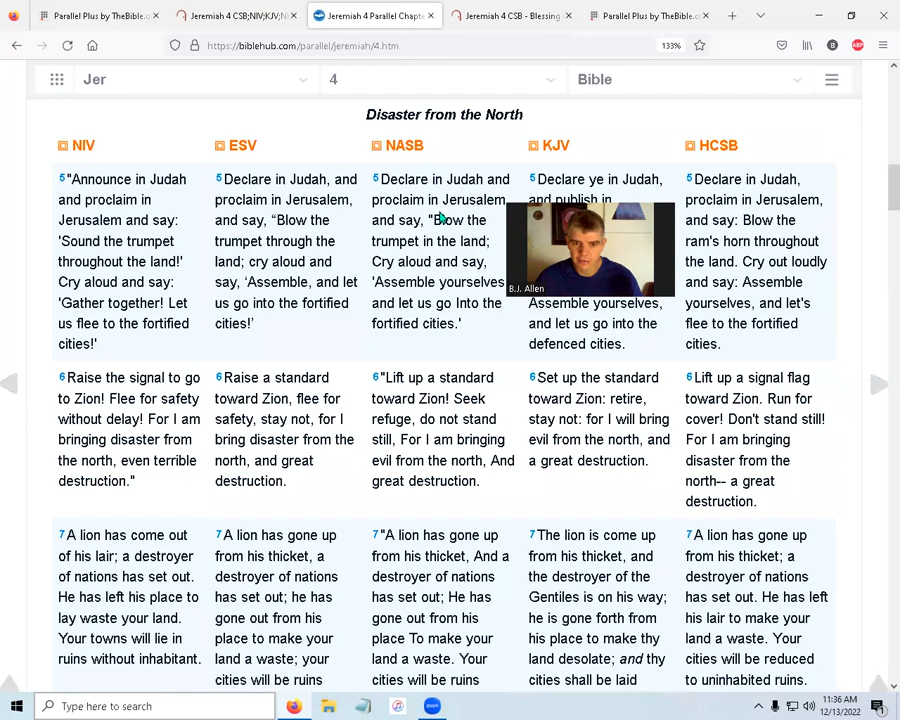 Parallel Plus by TheBible.o
Jeremiah 4 CSB;NIV;KJV;N
Jeremiah 4 Parallel Chapte
Jeremiah 4 CSB - Blessing
Parallel Plus by TheBible.o
https://biblehub.com/parallel/jeremiah/4.htm
133%
B
ABP
Jer
4
Bible
Disaster from the North
NIV
5"Announce in Judah
and proclaim in
Jerusalem and say:
'Sound the trumpet
throughout the land!'
Cry aloud and say:
'Gather together! Let
us flee to the fortified
cities!'
ESV
5Declare in Judah, and
proclaim in Jerusalem,
and say, “Blow the
trumpet through the
land; cry aloud and
say, ‘Assemble, and let
us go into the fortified
cities!’
NASB
5Declare in Judah and
proclaim in Jerusalem,
and say, "Blow the
trumpet in the land;
Cry aloud and say,
'Assemble yourselves,
and let us go Into the
fortified cities.'
KJV
5Declare ye in Judah,
and publish in
Assemble yourselves,
and let us go into the
defenced cities.
HCSB
5Declare in Judah,
proclaim in Jerusalem,
and say: Blow the
ram's horn throughout
the land. Cry out loudly
and say: Assemble
yourselves, and let's
flee to the fortified
cities.
B.J. Allen
6Raise the signal to go
to Zion! Flee for safety
without delay! For I am
bringing disaster from
the north, even terrible
destruction."
6Raise a standard
toward Zion, flee for
safety, stay not, for I
bring disaster from the
north, and great
destruction.
6"Lift up a standard
toward Zion! Seek
refuge, do not stand
still, For I am bringing
evil from the north, And
great destruction.
6Set up the standard
toward Zion: retire,
stay not: for I will bring
evil from the north, and
a great destruction.
6Lift up a signal flag
toward Zion. Run for
cover! Don't stand still!
For I am bringing
disaster from the
north-- a great
destruction.
7A lion has come out
of his lair; a destroyer
of nations has set out.
He has left his place to
lay waste your land.
Your towns will lie in
ruins without inhabitant.
7A lion has gone up
from his thicket, a
destroyer of nations
has set out; he has
gone out from his
place to make your
land a waste; your
cities will be ruins
7"A lion has gone up
from his thicket, And a
destroyer of nations
has set out; He has
gone out from his
place To make your
land a waste. Your
cities will be ruins
7The lion is come up
from his thicket, and
the destroyer of the
Gentiles is on his way;
he is gone forth from
his place to make thy
land desolate; and thy
cities shall be laid
7A lion has gone up
from his thicket; a
destroyer of nations
has set out. He has left
his lair to make your
land a waste. Your
cities will be reduced
to uninhabited ruins.
Type here to search
zoom
11:36 AM
12/13/2022
1